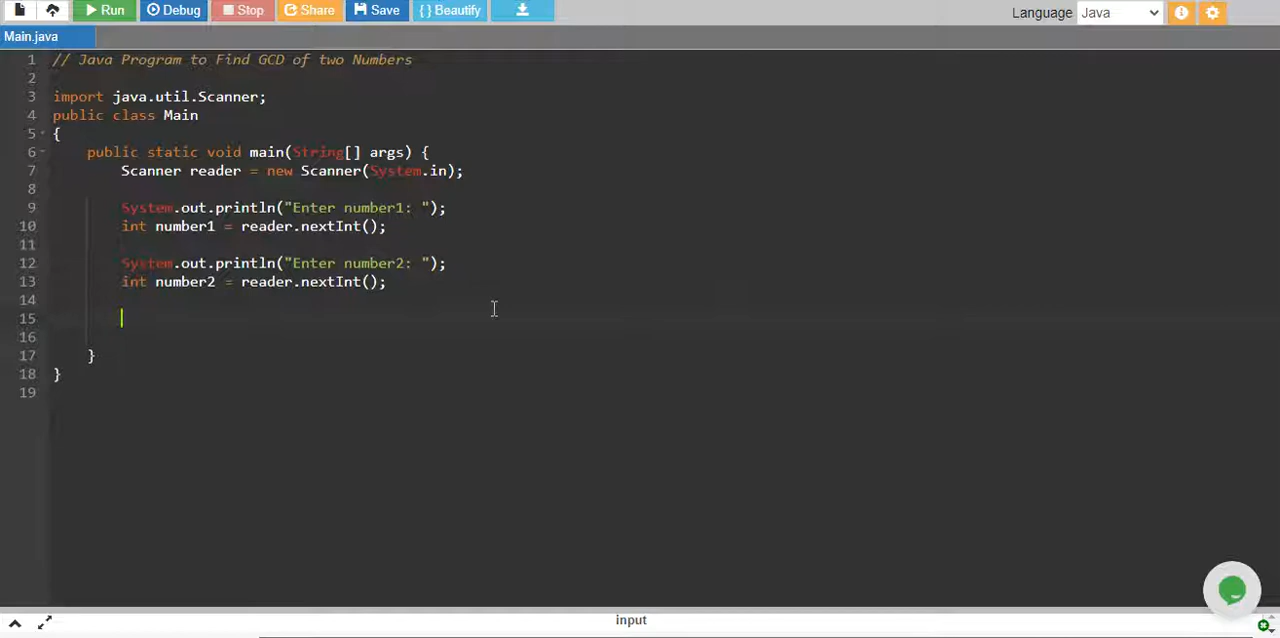 Run Debug Stop Share Save { } Beautify Language Java
Main.java
1 // Java Program to Find GCD of two Numbers
2
3 import java.util.Scanner;
4 public class Main
5 {
6 public static void main(String[] args) {
7 Scanner reader = new Scanner(System.in);
8
9 System.out.println("Enter number1: ");
10 int number1 = reader.nextInt();
11
12 System.out.println("Enter number2: ");
13 int number2 = reader.nextInt();
14
15
16
17 }
18 }
19
input